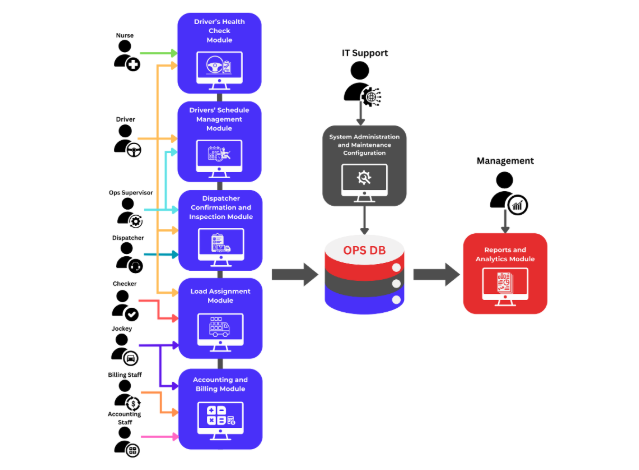 Nurse
Driver
Ops Supervisor
Dispatcher
Checker
Jockey
Billing Staff
Accounting
Staff
Driver's Health
Check
Module
Drivers' Schedule
Management
Module
Dispatcher
Confirmation and
Inspection Module
Load Assignment
Module
Accounting and
Billing Module
IT Support
System Administration
and Maintenance
Configuration
OPS DB
Management
Reports and
Analytics Module